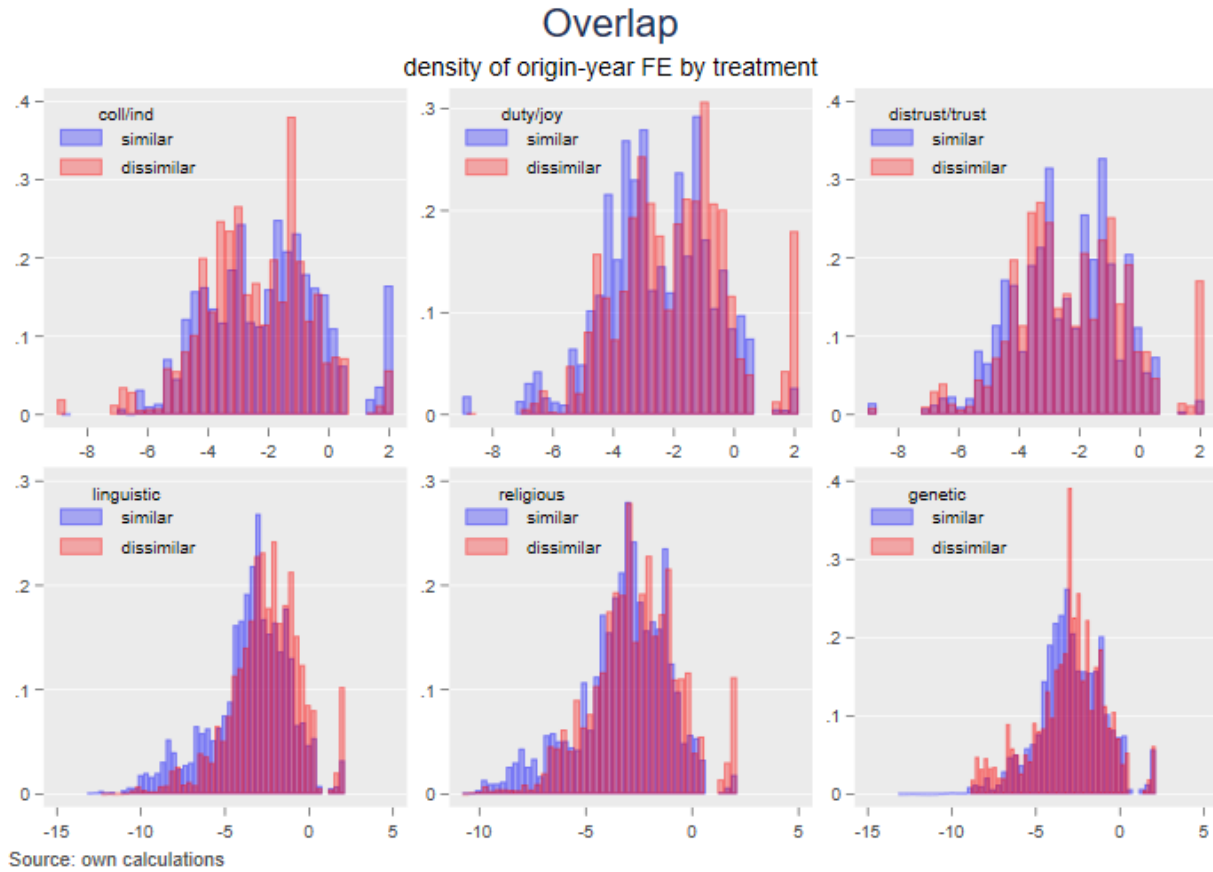 Overlap
density of origin-year FE by treatment
coll/ind
similar
dissimilar
.4
.3
.2
.1
0
-8 -6 -4 -2 0 2
duty/joy
similar
dissimilar
.3
.2
.1
0
-8 -6 -4 -2 0 2
distrust/trust
similar
dissimilar
.4
.3
.2
.1
0
-8 -6 -4 -2 0 2
linguistic
similar
dissimilar
.3
.2
.1
0
-15 -10 -5 0 5
religious
similar
dissimilar
.3
.2
.1
0
-10 -5 0 5
genetic
similar
dissimilar
.4
.3
.2
.1
0
-15 -10 -5 0 5
Source: own calculations